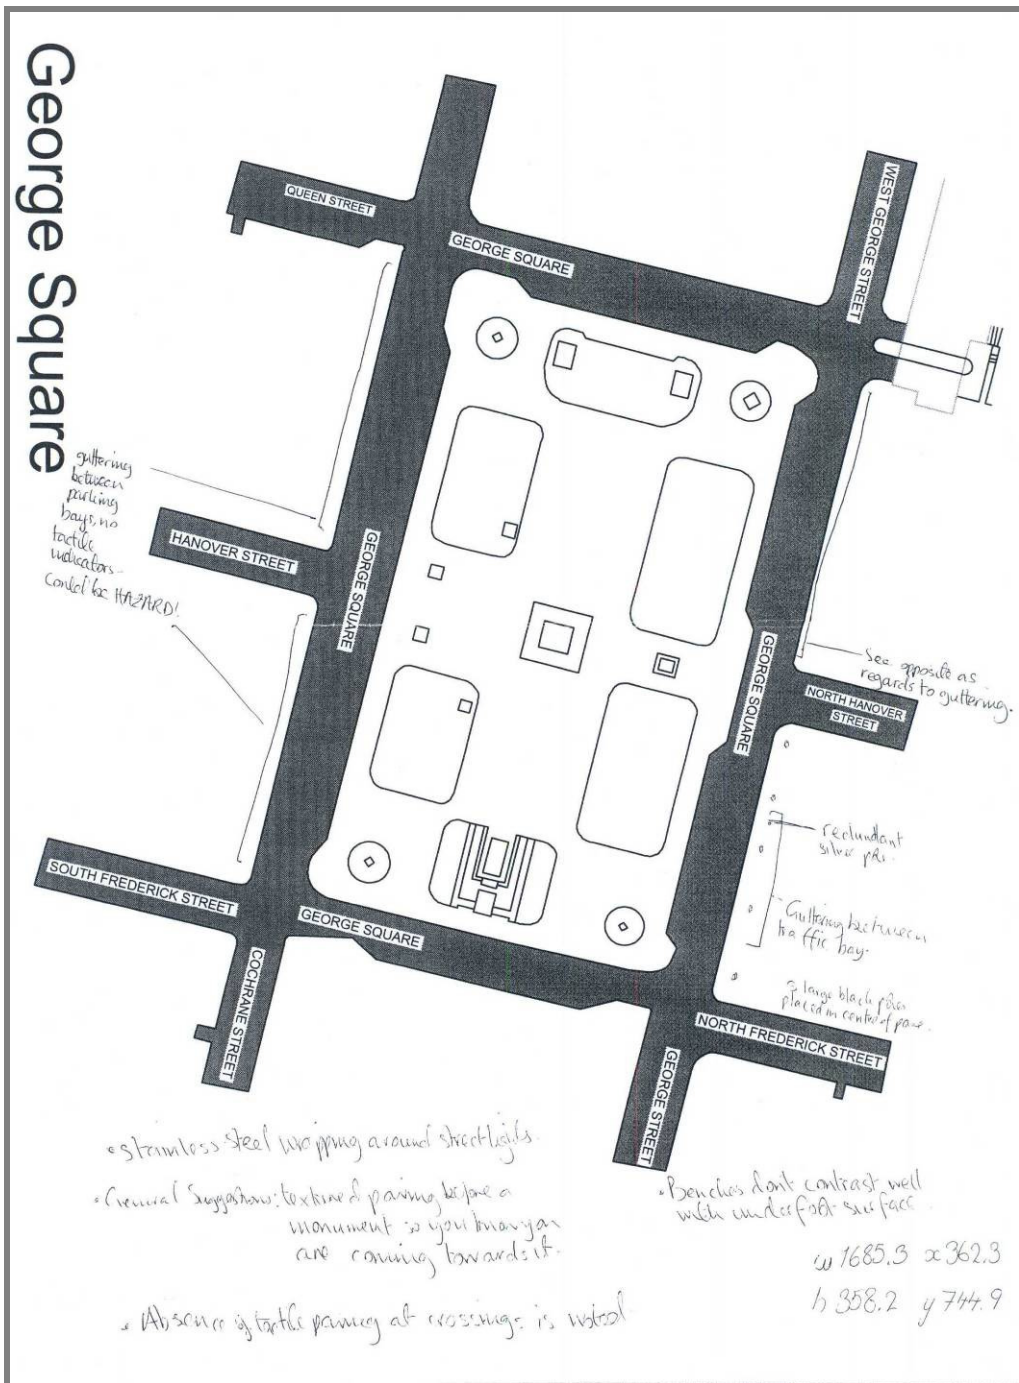 George Square
QUEEN STREET
GEORGE SQUARE
WEST GEORGE STREET
guttering
between
parking
bays, no
tactile
indicators.
Could be HAZARD!
HANOVER STREET
GEORGE SQUARE
GEORGE SQUARE
See opposite as
regards to guttering.
NORTH HANOVER
STREET
redundant
silver
Guttering between
traffic bay.
large black poles
placed in center of
SOUTH FREDERICK STREET
GEORGE SQUARE
COCHRANE STREET
NORTH FREDERICK STREET
GEORGE STREET
• Stainless steel wrapping around streetlights.
• General Suggestions: textured paving before a
monument so you know you
are coming towards it.
• Benches don't contrast well
with underfoot surface
w 1685.3 x 362.3
h 358.2 y 744.9
• Absence of tactile paving at crossings is noted